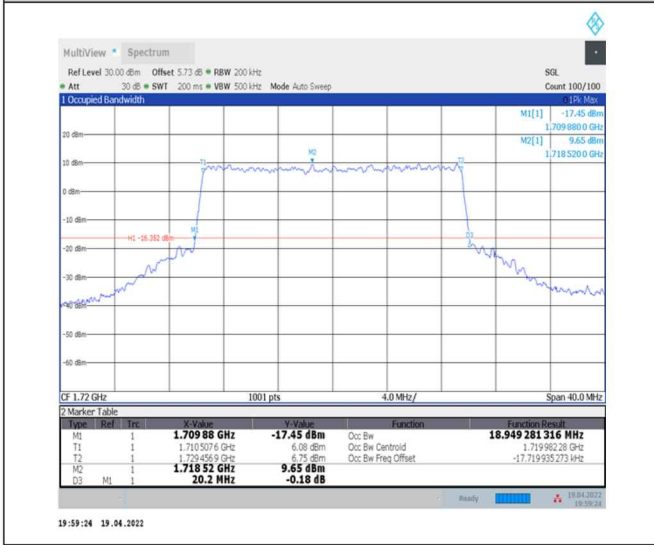 MultiView Spectrum
Ref Level 30.00 dBm Offset 5.73 dB RBW 200 kHz SGL
Att 30 dB SWT 200 ms VBW 500 kHz Mode Auto Sweep Count 100/100
1 Occupied Bandwidth 1Pk Max
M1[1] -17.45 dBm
1.709 880 0 GHz
M2[1] 9.65 dBm
1.718 520 0 GHz
20 dBm
M2
10 dBm
T1
T2
0 dBm
-10 dBm
M1
H1 -16.352 dBm
D3
-20 dBm
-30 dBm
-40 dBm
-50 dBm
-60 dBm
CF 1.72 GHz 1001 pts 4.0 MHz/ Span 40.0 MHz
2 Marker Table
Type Ref Trc X-Value Y-Value Function Function Result
M1 1 1.709 88 GHz -17.45 dBm Occ Bw 18.949 281 316 MHz
T1 1 1.710 507 6 GHz 6.08 dBm Occ Bw Centroid 1.719 982 28 GHz
T2 1 1.729 456 9 GHz 6.75 dBm Occ Bw Freq Offset -17.719 935 273 kHz
M2 1 1.718 52 GHz 9.65 dBm
D3 M1 1 20.2 MHz -0.18 dB
Ready 19.04.2022
19:59:24
19:59:24 19.04.2022